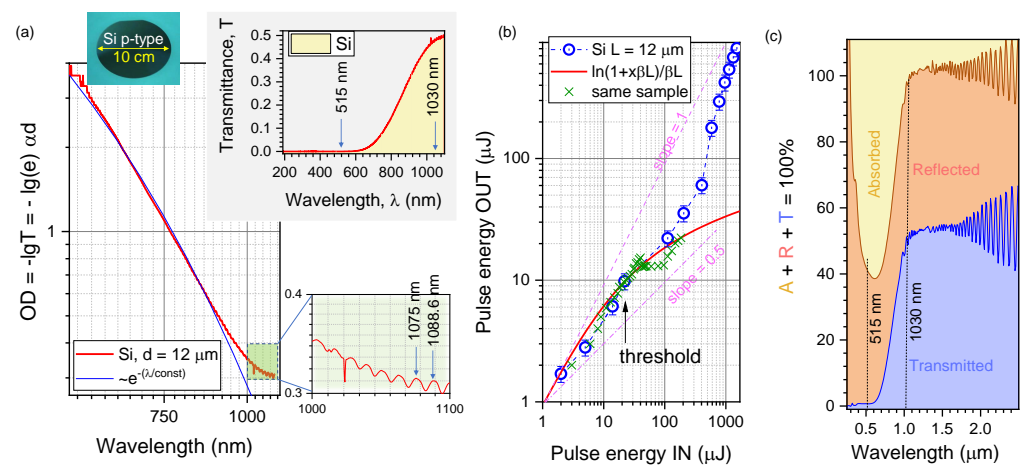 (a)
Si p-type
10 cm
Transmittance, T
0.5
0.4
0.3
0.2
0.1
0.0
Si
515 nm
1030 nm
200 400 600 800 1000
Wavelength, λ (nm)
OD = -lgT = - lg(e) αd
1
Si, d = 12 μm
~e^-(λ/const)
750 1000
Wavelength (nm)
0.4
0.3
1075 nm
1088.6 nm
1000 1100
(b)
Pulse energy OUT (μJ)
100
10
1
Si L = 12 μm
ln(1+xβL)/βL
same sample
slope = 1
slope = 0.5
threshold
1 10 100 1000
Pulse energy IN (μJ)
(c)
A + R + T = 100%
100
80
60
40
20
0
Absorbed
Reflected
Transmitted
515 nm
1030 nm
0.5 1.0 1.5 2.0
Wavelength (μm)